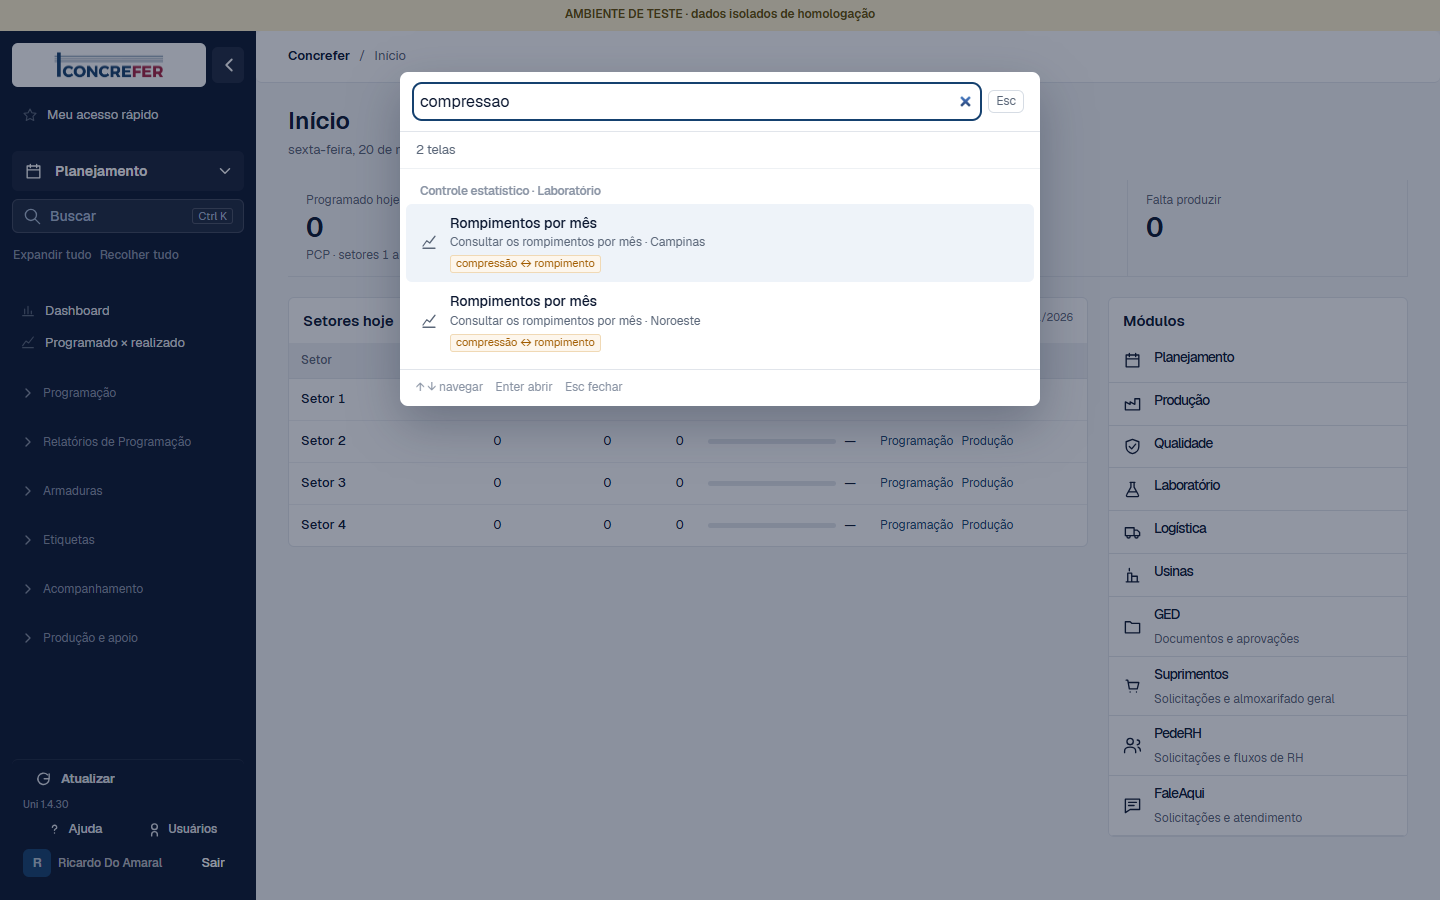 AMBIENTE DE TESTE · dados isolados de homologação
CONCREFER
Meu acesso rápido
Planejamento
Buscar
Ctrl K
Expandir tudo Recolher tudo
Dashboard
Programado × realizado
Programação
Relatórios de Programação
Armaduras
Etiquetas
Acompanhamento
Produção e apoio
Atualizar
Uni 1.4.30
? Ajuda
Usuários
R
Ricardo Do Amaral
Sair
Concrefer / Início
Início
sexta-feira, 20 de
Programado hoje
0
PCP · setores 1 a
Falta produzir
0
compressao
Esc
2 telas
Controle estatístico · Laboratório
Rompimentos por mês
Consultar os rompimentos por mês · Campinas
compressão ↔ rompimento
Rompimentos por mês
Consultar os rompimentos por mês · Noroeste
compressão ↔ rompimento
↑↓ navegar Enter abrir Esc fechar
Setores hoje
/2026
Setor
Setor 1
Setor 2 0 0 0 — Programação Produção
Setor 3 0 0 0 — Programação Produção
Setor 4 0 0 0 — Programação Produção
Módulos
Planejamento
Produção
Qualidade
Laboratório
Logística
Usinas
GED
Documentos e aprovações
Suprimentos
Solicitações e almoxarifado geral
PedeRH
Solicitações e fluxos de RH
FaleAqui
Solicitações e atendimento